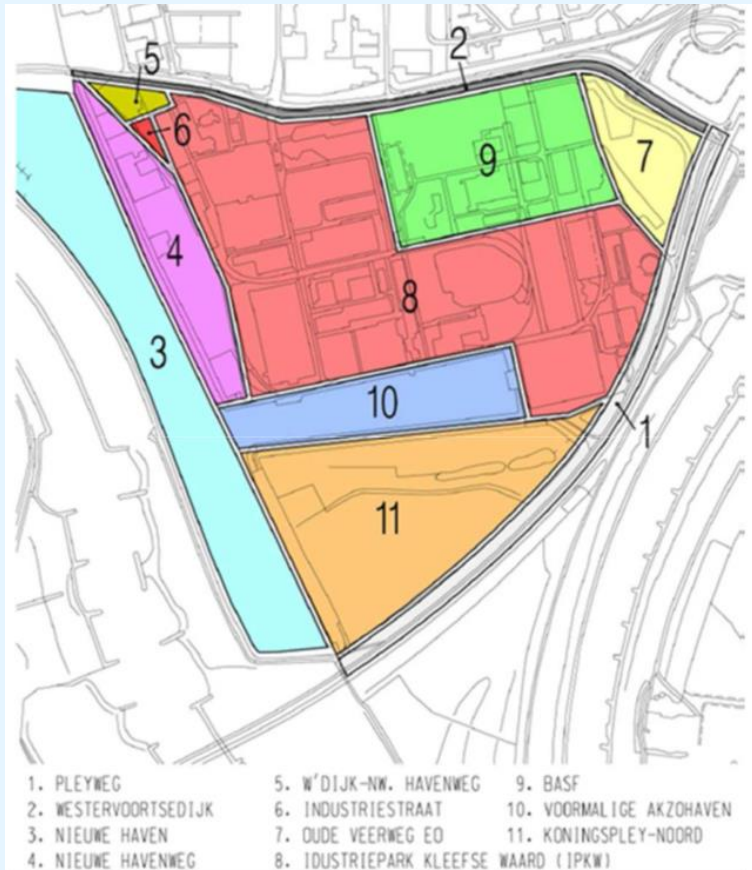 2
5
6
9
7
4
8
3
10
1
11
1. PLEYWEG
2. WESTERVOORTSEDIJK
3. NIEUWE HAVEN
4. NIEUWE HAVENWEG
5. W'DIJK-NW. HAVENWEG
6. INDUSTRIESTRAAT
7. OUDE VEERWEG EO
8. IDUSTRIEPARK KLEEFSE WAARD (IPKW)
9. BASF
10. VOORMALIGE AKZOHAVEN
11. KONINGSPLEY-NOORD